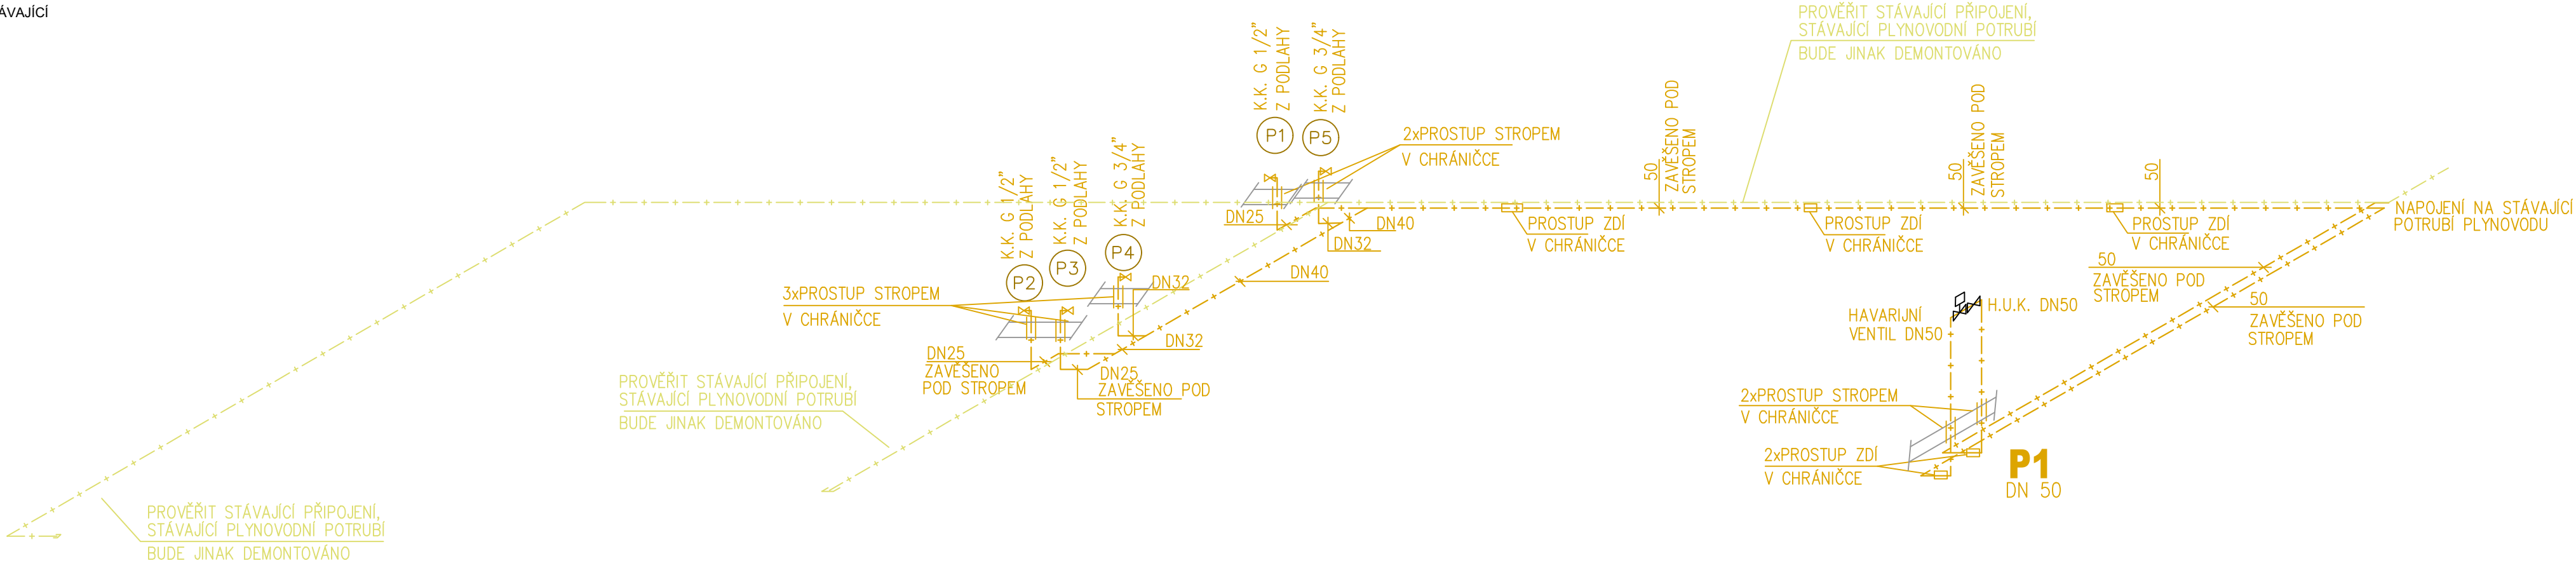 ÁVAJÍCÍ
PROVĚŘIT STÁVAJÍCÍ PŘIPOJENÍ,
STÁVAJÍCÍ PLYNOVODNÍ POTRUBÍ
BUDE JINAK DEMONTOVÁNO
K.K. G 1/2"
Z PODLAHY
K.K. G 3/4"
Z PODLAHY
P1
P5
2xPROSTUP STROPEM
V CHRÁNIČCE
50
ZAVĚŠENO POD
STROPEM
50
ZAVĚŠENO POD
STROPEM
50
K.K. G 1/2"
Z PODLAHY
K.K. G 1/2"
Z PODLAHY
K.K. G 3/4"
Z PODLAHY
P2
P3
P4
DN25
DN40
DN32
PROSTUP ZDÍ
V CHRÁNIČCE
PROSTUP ZDÍ
V CHRÁNIČCE
PROSTUP ZDÍ
V CHRÁNIČCE
NAPOJENÍ NA STÁVAJÍCÍ
POTRUBÍ PLYNOVODU
DN40
DN32
3xPROSTUP STROPEM
V CHRÁNIČCE
50
ZAVĚŠENO POD
STROPEM
50
ZAVĚŠENO POD
STROPEM
HAVARIJNÍ
VENTIL DN50
H.U.K. DN50
DN32
DN25
ZAVĚŠENO
POD STROPEM
DN25
ZAVĚŠENO POD
STROPEM
PROVĚŘIT STÁVAJÍCÍ PŘIPOJENÍ,
STÁVAJÍCÍ PLYNOVODNÍ POTRUBÍ
BUDE JINAK DEMONTOVÁNO
2xPROSTUP STROPEM
V CHRÁNIČCE
2xPROSTUP ZDÍ
V CHRÁNIČCE
P1
DN 50
PROVĚŘIT STÁVAJÍCÍ PŘIPOJENÍ,
STÁVAJÍCÍ PLYNOVODNÍ POTRUBÍ
BUDE JINAK DEMONTOVÁNO